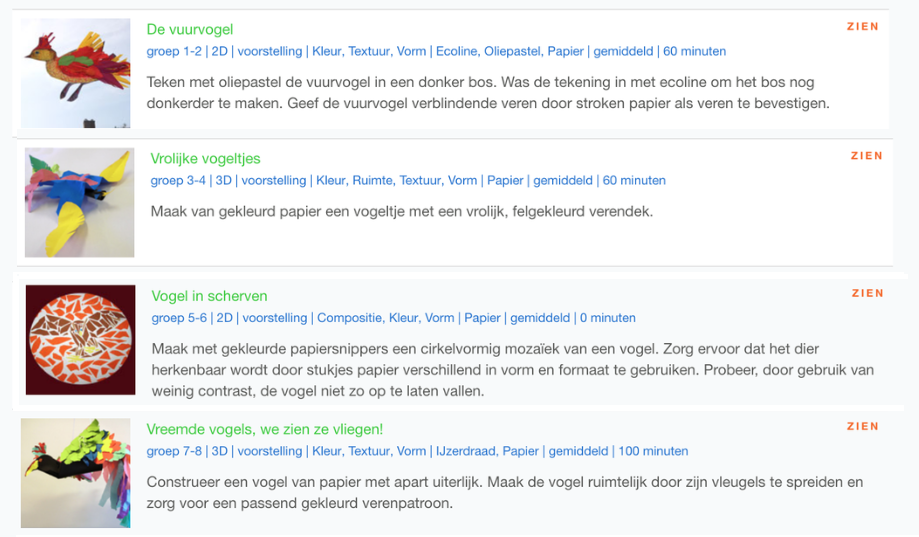 De vuurvogel
ZIEN
groep 1-2 | 2D | voorstelling | Kleur, Textuur, Vorm | Ecoline, Oliepastel, Papier | gemiddeld | 60 minuten
Teken met oliepastel de vuurvogel in een donker bos. Was de tekening in met ecoline om het bos nog
donkerder te maken. Geef de vuurvogel verblindende veren door stroken papier als veren te bevestigen.
Vrolijke vogeltjes
ZIEN
groep 3-4 | 3D | voorstelling | Kleur, Ruimte, Textuur, Vorm | Papier | gemiddeld | 60 minuten
Maak van gekleurd papier een vogeltje met een vrolijk, felgekleurd verendek.
Vogel in scherven
ZIEN
groep 5-6 | 2D | voorstelling | Compositie, Kleur, Vorm | Papier | gemiddeld | 0 minuten
Maak met gekleurde papiersnippers een cirkelvormig mozaïek van een vogel. Zorg ervoor dat het dier
herkenbaar wordt door stukjes papier verschillend in vorm en formaat te gebruiken. Probeer, door gebruik van
weinig contrast, de vogel niet zo op te laten vallen.
Vreemde vogels, we zien ze vliegen!
ZIEN
groep 7-8 | 3D | voorstelling | Kleur, Textuur, Vorm | IJzerdraad, Papier | gemiddeld | 100 minuten
Construeer een vogel van papier met apart uiterlijk. Maak de vogel ruimtelijk door zijn vleugels te spreiden en
zorg voor een passend gekleurd verenpatroon.